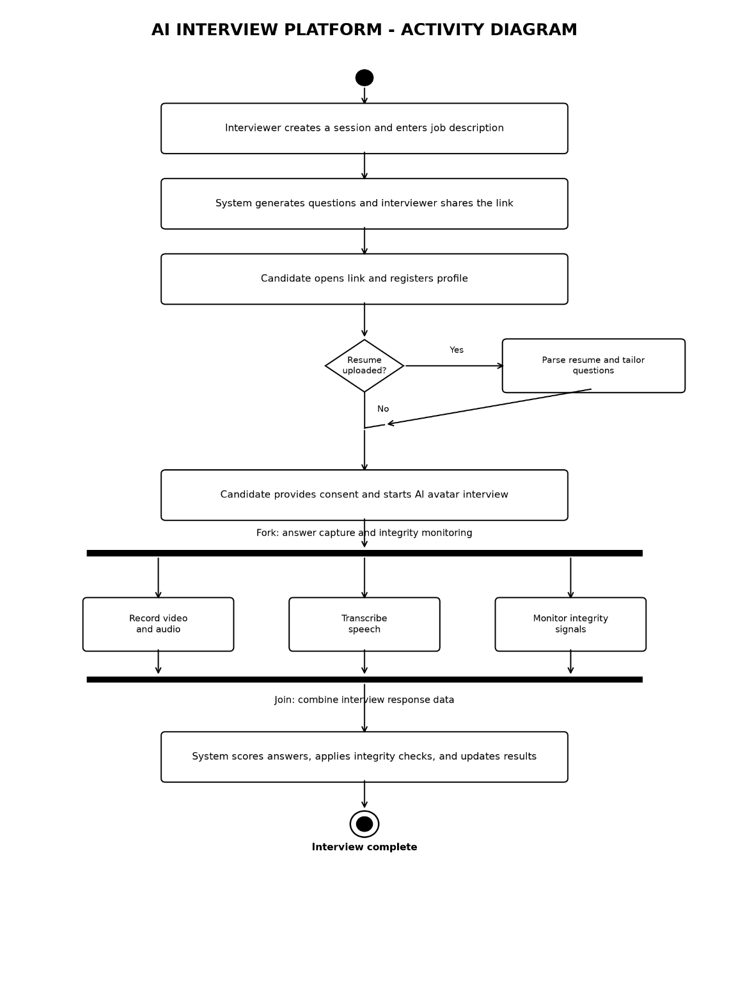 AI INTERVIEW PLATFORM - ACTIVITY DIAGRAM
Interviewer creates a session and enters job description
System generates questions and interviewer shares the link
Candidate opens link and registers profile
Resume
uploaded?
Yes
Parse resume and tailor
questions
No
Candidate provides consent and starts AI avatar interview
Fork: answer capture and integrity monitoring
Record video
and audio
Transcribe
speech
Monitor integrity
signals
Join: combine interview response data
System scores answers, applies integrity checks, and updates results
Interview complete